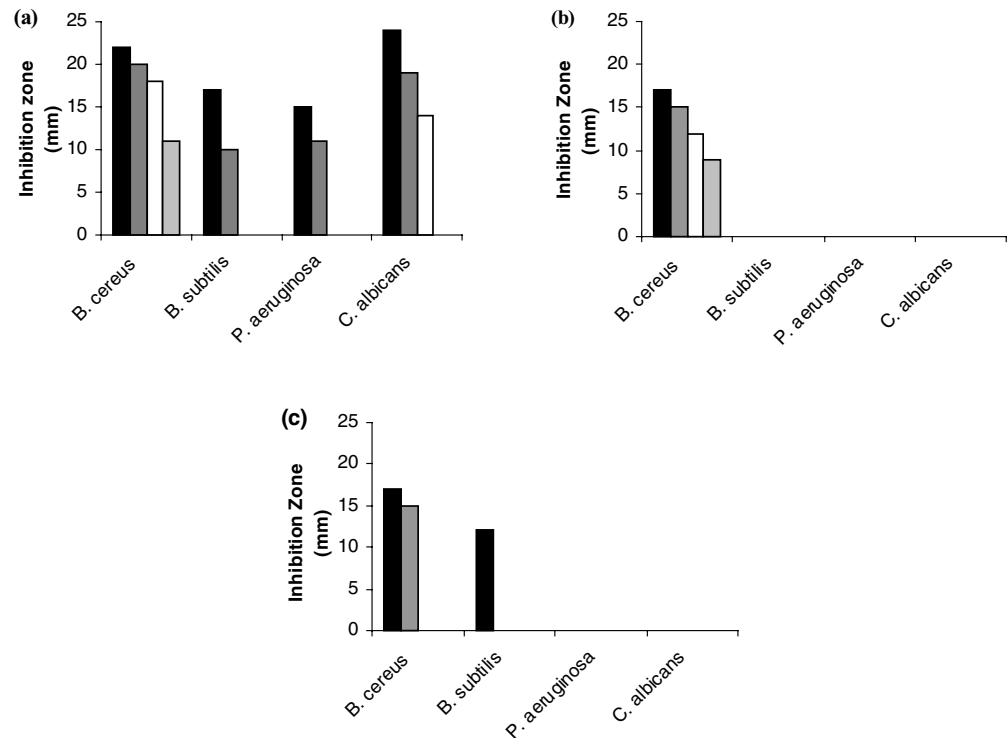 (a)
25
20
15
10
5
0
Inhibition zone
(mm)
B. cereus
B. subtilis
P. aeruginosa
C. albicans
(b)
25
20
15
10
5
0
Inhibition Zone
(mm)
B. cereus
B. subtilis
P. aeruginosa
C. albicans
(c)
25
20
15
10
5
0
Inhibition Zone
(mm)
B. cereus
B. subtilis
P. aeruginosa
C. albicans